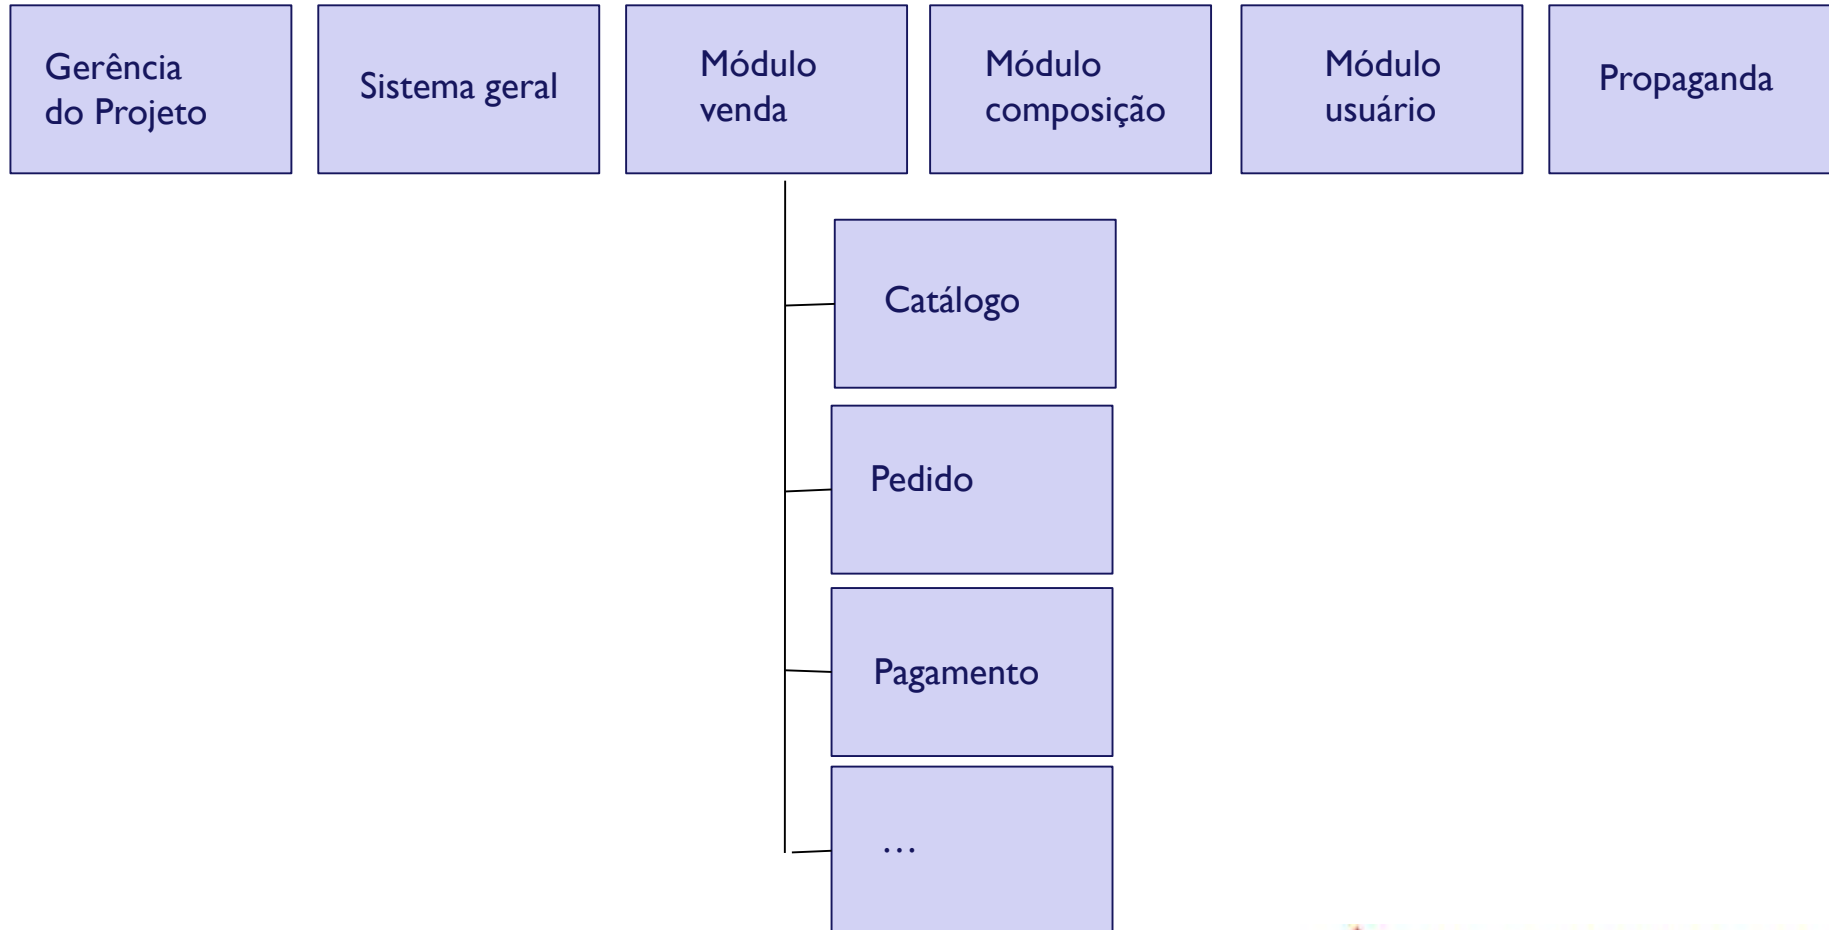 Gerência
do Projeto
Sistema geral
Módulo
venda
Módulo
composição
Módulo
usuário
Propaganda
Catálogo
Pedido
Pagamento
…